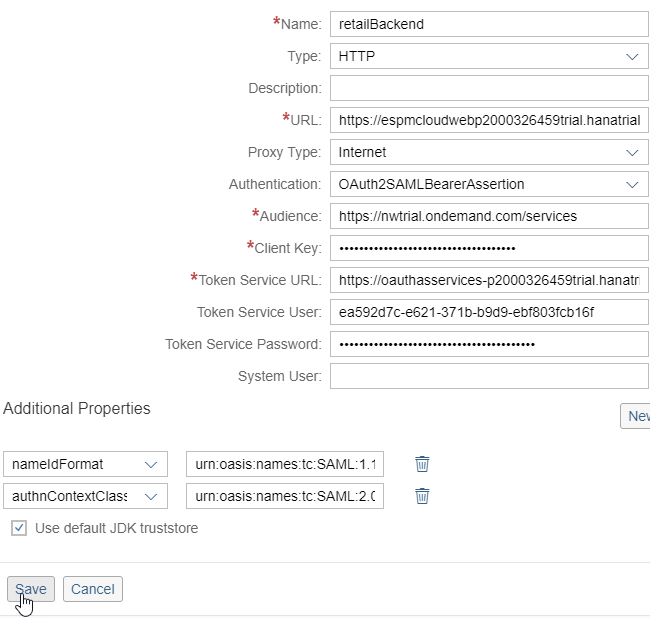 *Name: retailBackend
Type: HTTP
Description:
*URL: https://espmcloudwebp2000326459trial.hanatrial
Proxy Type: Internet
Authentication: OAuth2SAMLBearerAssertion
*Audience: https://nwtrial.ondemand.com/services
*Client Key: ••••••••••••••••••••••••••••••••••••
*Token Service URL: https://oauthasservices-p2000326459trial.hanatri
Token Service User: ea592d7c-e621-371b-b9d9-ebf803fcb16f
Token Service Password: ••••••••••••••••••••••••••••••••••••••••
System User:
Additional Properties
New
nameIdFormat urn:oasis:names:tc:SAML:1.1
authnContextClass urn:oasis:names:tc:SAML:2.0
Use default JDK truststore
Save Cancel